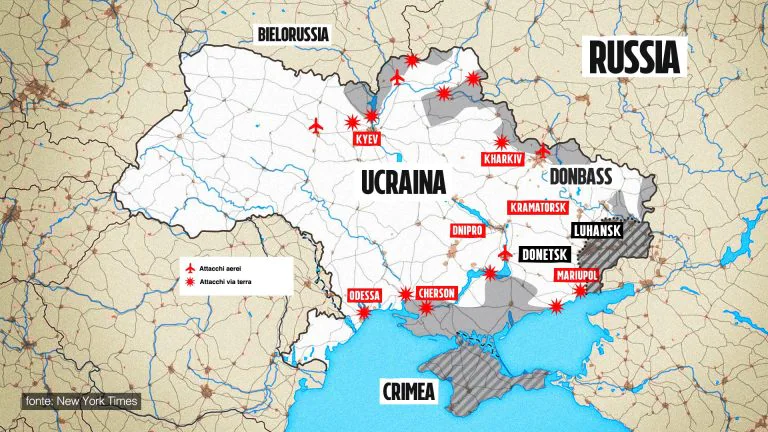 BIELORUSSIA
RUSSIA
KYEV
KHARKIV
UCRAINA
DONBASS
KRAMATORSK
DNIPRO
LUHANSK
DONETSK
Attacchi aerei
Attacchi via terra
MARIUPOL
ODESSA
CHERSON
CRIMEA
fonte: New York Times